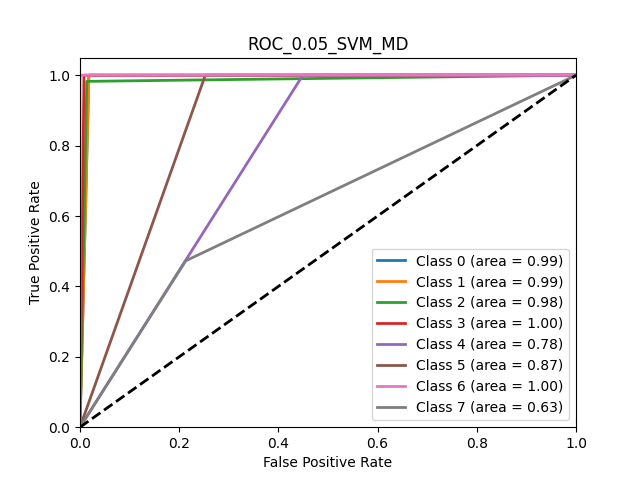 ROC_0.05_SVM_MD
1.0
0.8
0.6
0.4
0.2
0.0
True Positive Rate
Class 0 (area = 0.99)
Class 1 (area = 0.99)
Class 2 (area = 0.98)
Class 3 (area = 1.00)
Class 4 (area = 0.78)
Class 5 (area = 0.87)
Class 6 (area = 1.00)
Class 7 (area = 0.63)
0.0 0.2 0.4 0.6 0.8 1.0
False Positive Rate